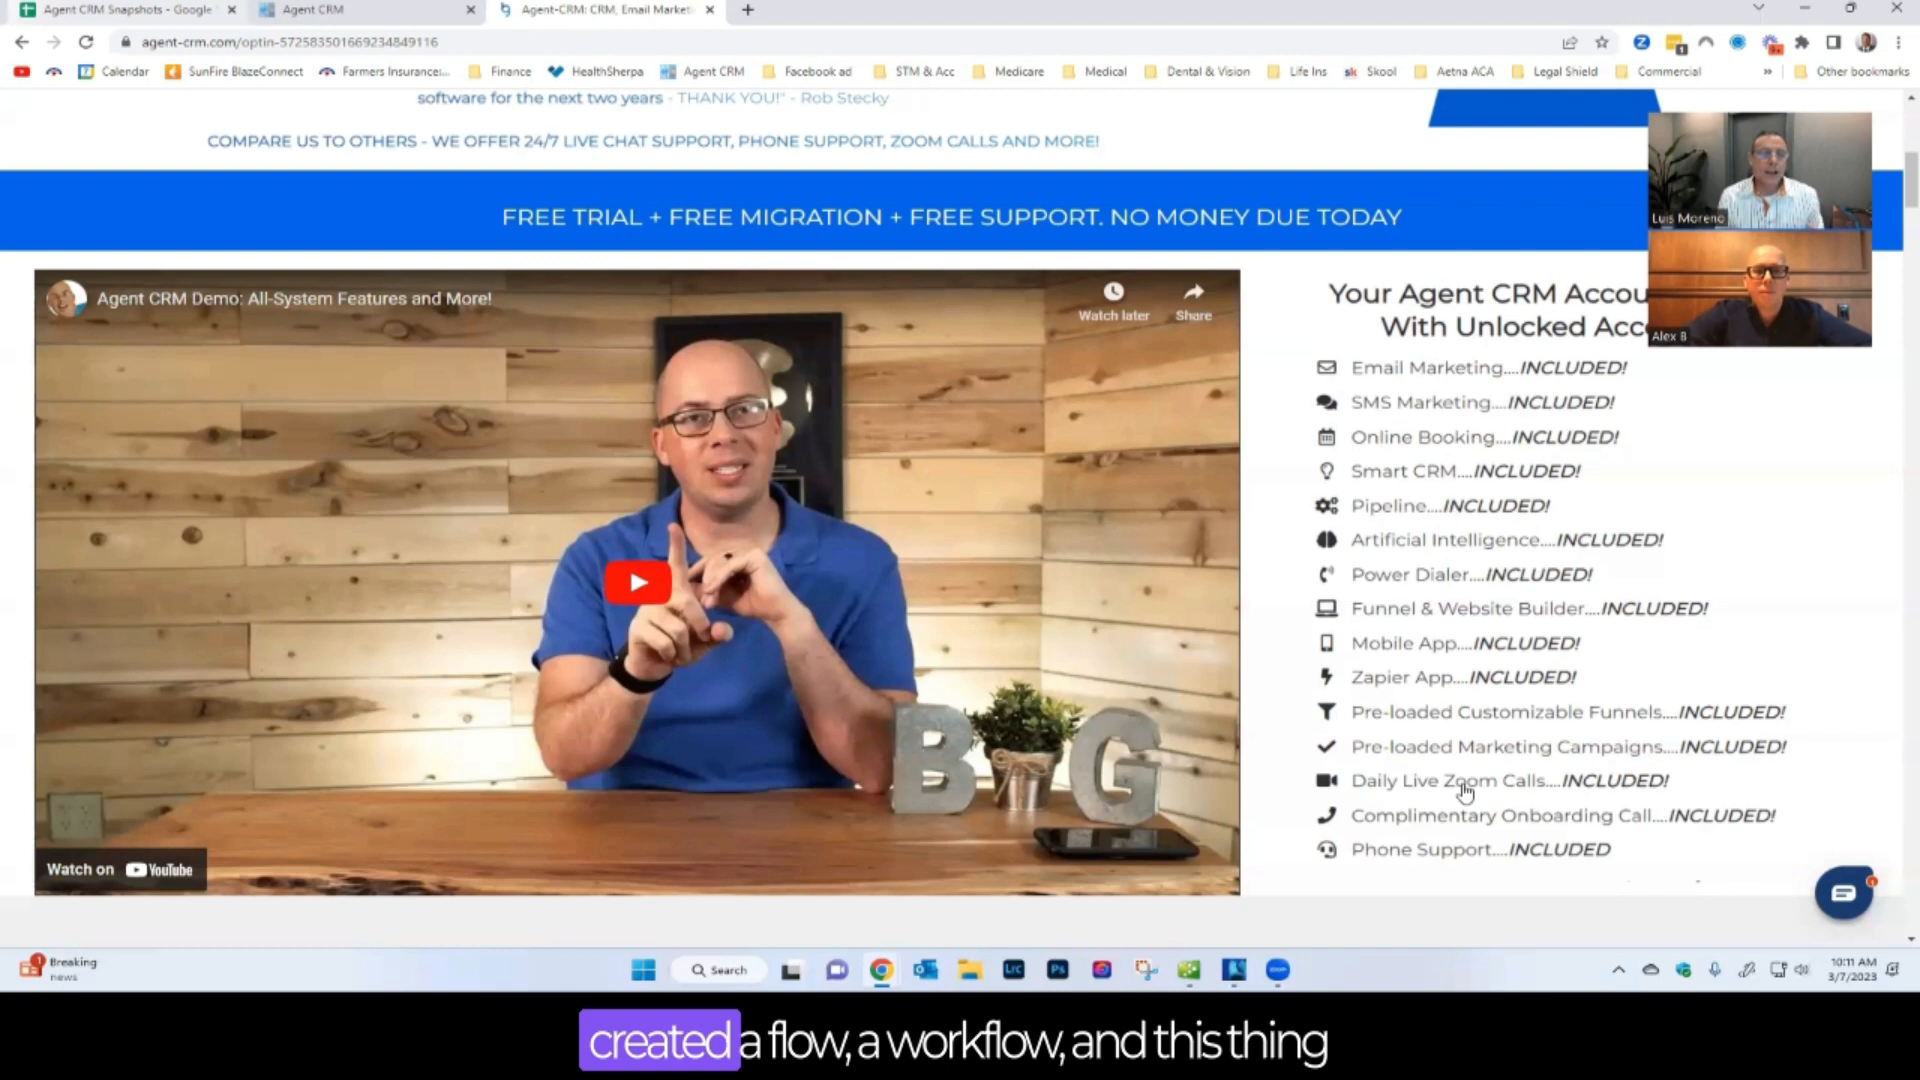 Agent CRM Snapshots - Google
Agent CRM
Agent-CRM: CRM, Email Market
agent-crm.com/optin-572583501669234849116
Calendar
SunFire BlazeConnect
Farmers Insurance:...
Finance
HealthSherpa
Agent CRM
Facebook ad
STM & Acc
Medicare
Medical
Dental & Vision
Life Ins
sk Skool
Aetna ACA
Legal Shield
Commercial
Other bookmarks
software for the next two years - THANK YOU!" - Rob Stecky
COMPARE US TO OTHERS - WE OFFER 24/7 LIVE CHAT SUPPORT, PHONE SUPPORT, ZOOM CALLS AND MORE!
FREE TRIAL + FREE MIGRATION + FREE SUPPORT. NO MONEY DUE TODAY
Luis Moreno
Alex B
Agent CRM Demo: All-System Features and More!
Watch later
Share
B G
Watch on YouTube
Your Agent CRM Accou
With Unlocked Acc
Email Marketing....INCLUDED!
SMS Marketing....INCLUDED!
Online Booking....INCLUDED!
Smart CRM....INCLUDED!
Pipeline....INCLUDED!
Artificial Intelligence....INCLUDED!
Power Dialer....INCLUDED!
Funnel & Website Builder....INCLUDED!
Mobile App....INCLUDED!
Zapier App....INCLUDED!
Pre-loaded Customizable Funnels....INCLUDED!
Pre-loaded Marketing Campaigns....INCLUDED!
Daily Live Zoom Calls....INCLUDED!
Complimentary Onboarding Call....INCLUDED!
Phone Support....INCLUDED
Breaking
news
Search
Lrc
Ps
10:11 AM
3/7/2023
created a flow, a workflow, and this thing